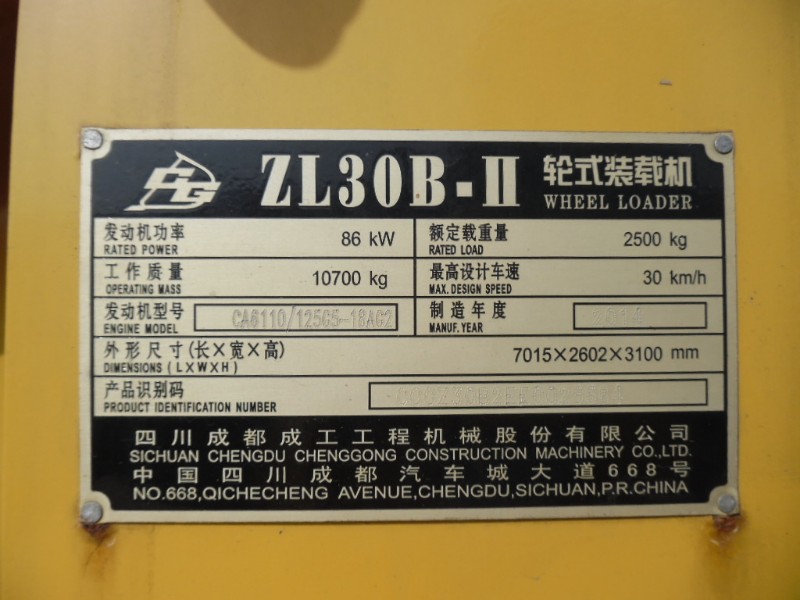 CG ZL30B-II 轮式装载机
WHEEL LOADER
发动机功率 86 kW 额定载重量 2500 kg
RATED POWER RATED LOAD
工作质量 10700 kg 最高设计车速 30 km/h
OPERATING MASS MAX. DESIGN SPEED
发动机型号 CA6110/125G5-18AG2 制造年度
ENGINE MODEL MANUF. YEAR
外形尺寸(长×宽×高) 7015×2602×3100 mm
DIMENSIONS (L×W×H)
产品识别码
PRODUCT IDENTIFICATION NUMBER
四川成都成工工程机械股份有限公司
SICHUAN CHENGDU CHENGGONG CONSTRUCTION MACHINERY CO.,LTD.
中国四川成都汽车城大道668号
NO.668,QICHECHENG AVENUE,CHENGDU,SICHUAN,P.R.CHINA